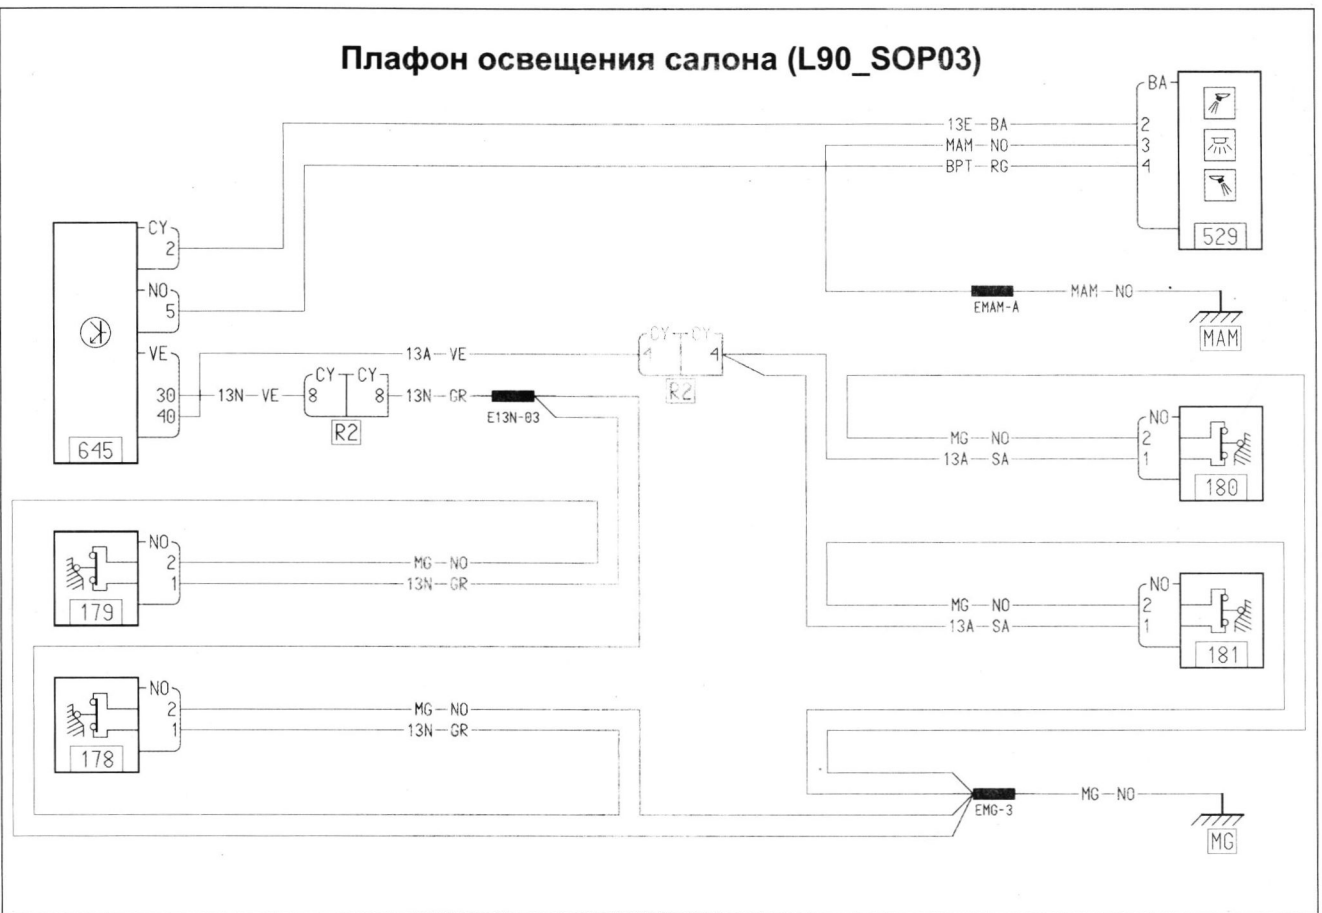 Плафон освещения салона (L90_SOP03)
BA
13E BA 2
MAM NO 3
BPT RG 4
529
CY
2
NO
5
VE
30
40
645
13A VE
CY CY
4 4
R2
13N VE
CY CY
8 8
R2
13N GR
E13N-03
EMAM-A
MAM NO
MAM
NO
MG NO 2
13A SA 1
180
NO
2 MG NO
1 13N GR
179
NO
MG NO 2
13A SA 1
181
NO
2 MG NO
1 13N GR
178
EMG-3
MG NO
MG